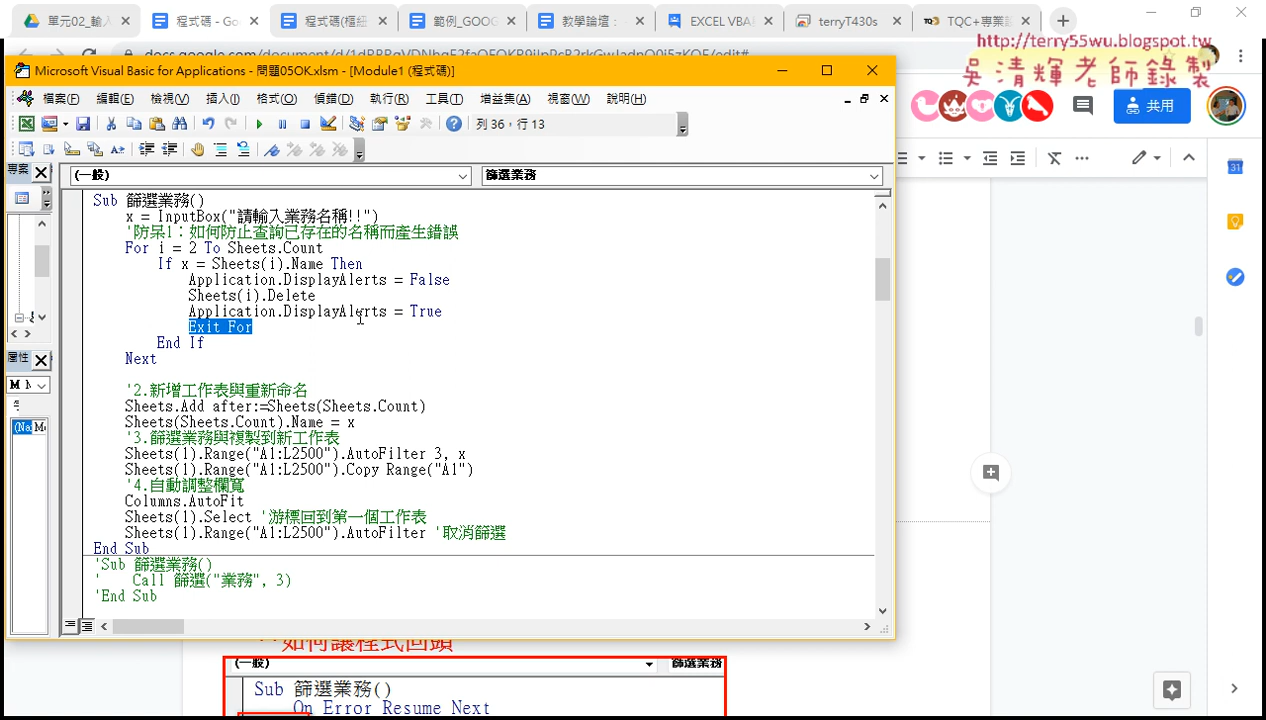 單元02_輸入
程式碼 - Go
程式碼(樞紐
範例_GOOG
教學論壇:
EXCEL VBA
terryT430s
TQC+專業
http://terry55wu.blogspot.tw
吳清輝老師錄製
Microsoft Visual Basic for Applications - 問題05OK.xlsm - [Module1 (程式碼)]
檔案(F) 編輯(E) 檢視(V) 插入(I) 格式(O) 偵錯(D) 執行(R) 工具(T) 增益集(A) 視窗(W) 說明(H)
共用
列 36，行 13
專案
(一般)
篩選業務
Sub 篩選業務()
x = InputBox("請輸入業務名稱!!")
'防呆1：如何防止查詢已存在的名稱而產生錯誤
For i = 2 To Sheets.Count
If x = Sheets(i).Name Then
Application.DisplayAlerts = False
Sheets(i).Delete
Application.DisplayAlerts = True
Exit For
End If
Next
屬性
'2.新增工作表與重新命名
Sheets.Add after:=Sheets(Sheets.Count)
Sheets(Sheets.Count).Name = x
'3.篩選業務與複製到新工作表
Sheets(1).Range("A1:L2500").AutoFilter 3, x
Sheets(1).Range("A1:L2500").Copy Range("A1")
'4.自動調整欄寬
Columns.AutoFit
Sheets(1).Select '游標回到第一個工作表
Sheets(1).Range("A1:L2500").AutoFilter '取消篩選
End Sub
'Sub 篩選業務()
' Call 篩選("業務", 3)
'End Sub
如何讓程式回頭
(一般)
篩選業務
Sub 篩選業務()
On Error Resume Next